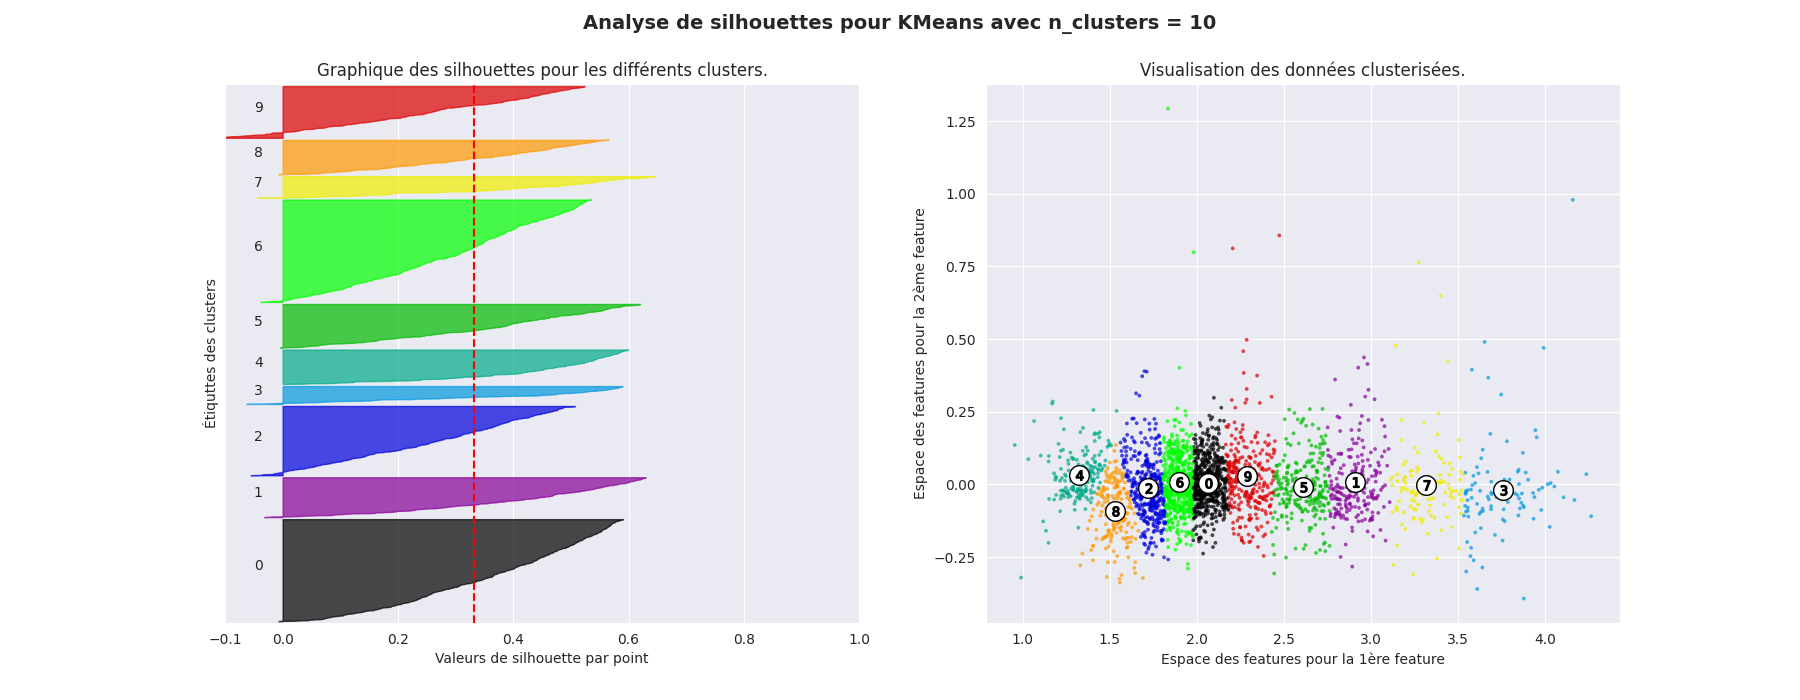 Analyse de silhouettes pour KMeans avec n_clusters = 10
Graphique des silhouettes pour les différents clusters.
Étiquttes des clusters
9
8
7
6
5
4
3
2
1
0
−0.1 0.0 0.2 0.4 0.6 0.8 1.0
Valeurs de silhouette par point
Visualisation des données clusterisées.
Espace des features pour la 2ème feature
1.25
1.00
0.75
0.50
0.25
0.00
−0.25
4 8 2 6 0 9 5 1 7 3
1.0 1.5 2.0 2.5 3.0 3.5 4.0
Espace des features pour la 1ère feature